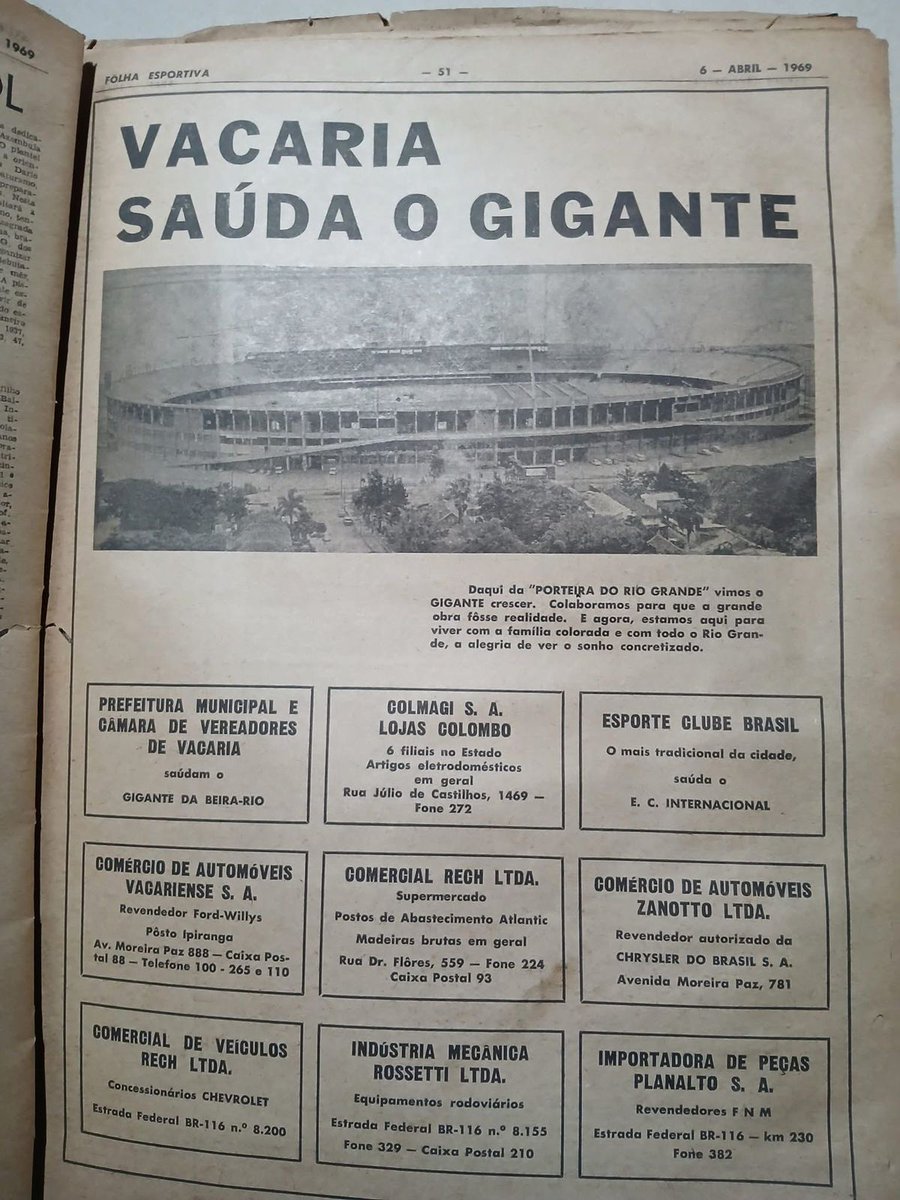 1969
OL
dedica-
O plantel
a orien-
Dario
prepara-
Nesta
FOLHA ESPORTIVA
— 51 —
6 — ABRIL — 1969
VACARIA
SAÚDA O GIGANTE
Daqui da "PORTEIRA DO RIO GRANDE" vimos o
GIGANTE crescer. Colaboramos para que a grande
obra fôsse realidade. E agora, estamos aqui para
viver com a família colorada e com todo o Rio Gran-
de, a alegria de ver o sonho concretizado.
PREFEITURA MUNICIPAL E
CÂMARA DE VEREADORES
DE VACARIA
saúdam o
GIGANTE DA BEIRA-RIO
COLMAGI S. A.
LOJAS COLOMBO
6 filiais no Estado
Artigos eletrodomésticos
em geral
Rua Júlio de Castilhos, 1469 —
Fone 272
ESPORTE CLUBE BRASIL
O mais tradicional da cidade,
saúda o
E. C. INTERNACIONAL
COMÉRCIO DE AUTOMÓVEIS
VACARIENSE S. A.
Revendedor Ford-Willys
Pôsto Ipiranga
Av. Moreira Paz 888 — Caixa Pos-
tal 88 — Telefone 100 - 265 e 110
COMERCIAL RECH LTDA.
Supermercado
Postos de Abastecimento Atlantic
Madeiras brutas em geral
Rua Dr. Flôres, 559 — Fone 224
Caixa Postal 93
COMÉRCIO DE AUTOMÓVEIS
ZANOTTO LTDA.
Revendedor autorizado da
CHRYSLER DO BRASIL S. A.
Avenida Moreira Paz, 781
COMERCIAL DE VEÍCULOS
RECH LTDA.
Concessionários CHEVROLET
Estrada Federal BR-116 n.º 8.200
INDÚSTRIA MECÂNICA
ROSSETTI LTDA.
Equipamentos rodoviários
Estrada Federal BR-116 n.º 8.155
Fone 329 — Caixa Postal 210
IMPORTADORA DE PEÇAS
PLANALTO S. A.
Revendedores F N M
Estrada Federal BR-116 — km 230
Fone 382